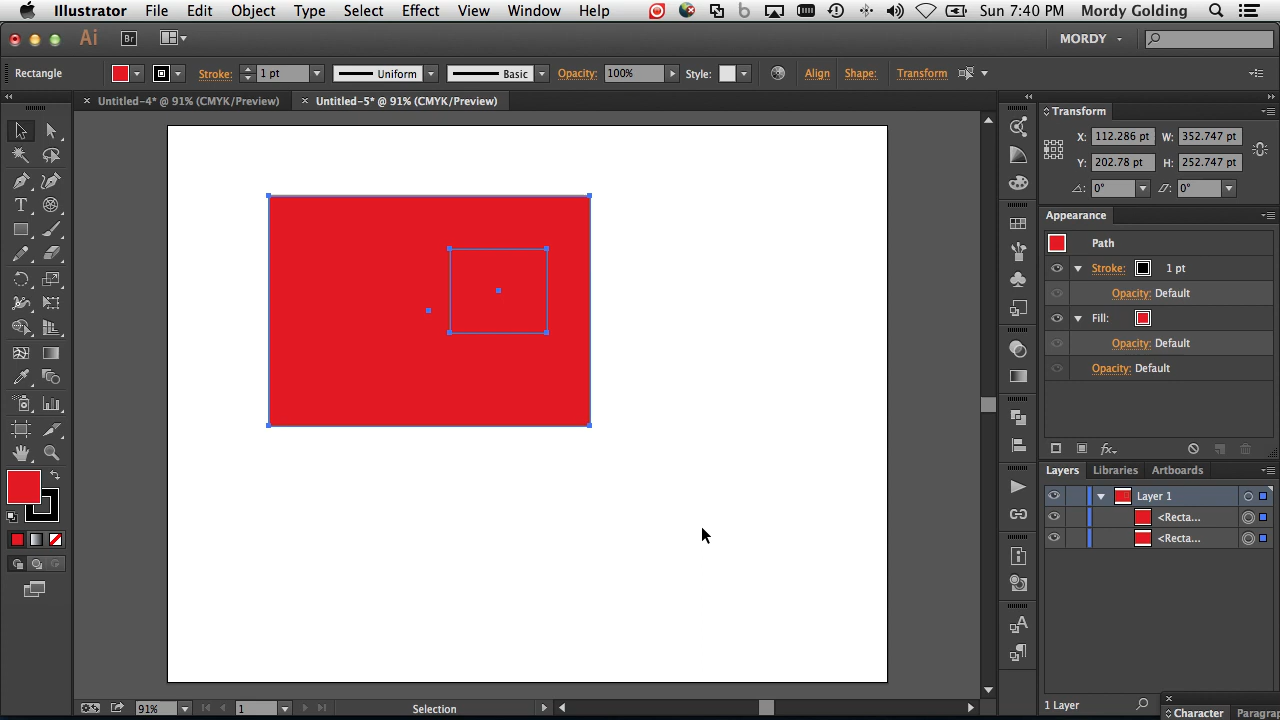 Illustrator File Edit Object Type Select Effect View Window Help Sun 7:40 PM Mordy Golding
Ai Br MORDY
Rectangle Stroke: 1 pt Uniform Basic Opacity: 100% Style: Align Shape: Transform
× Untitled-4* @ 91% (CMYK/Preview) × Untitled-5* @ 91% (CMYK/Preview)
Transform
X: 112.286 pt W: 352.747 pt
Y: 202.78 pt H: 252.747 pt
0° 0°
Appearance
Path
Stroke: 1 pt
Opacity: Default
Fill:
Opacity: Default
Opacity: Default
fx
Layers Libraries Artboards
Layer 1
<Recta...
<Recta...
1 Layer
Character Paragra
91% 1 Selection